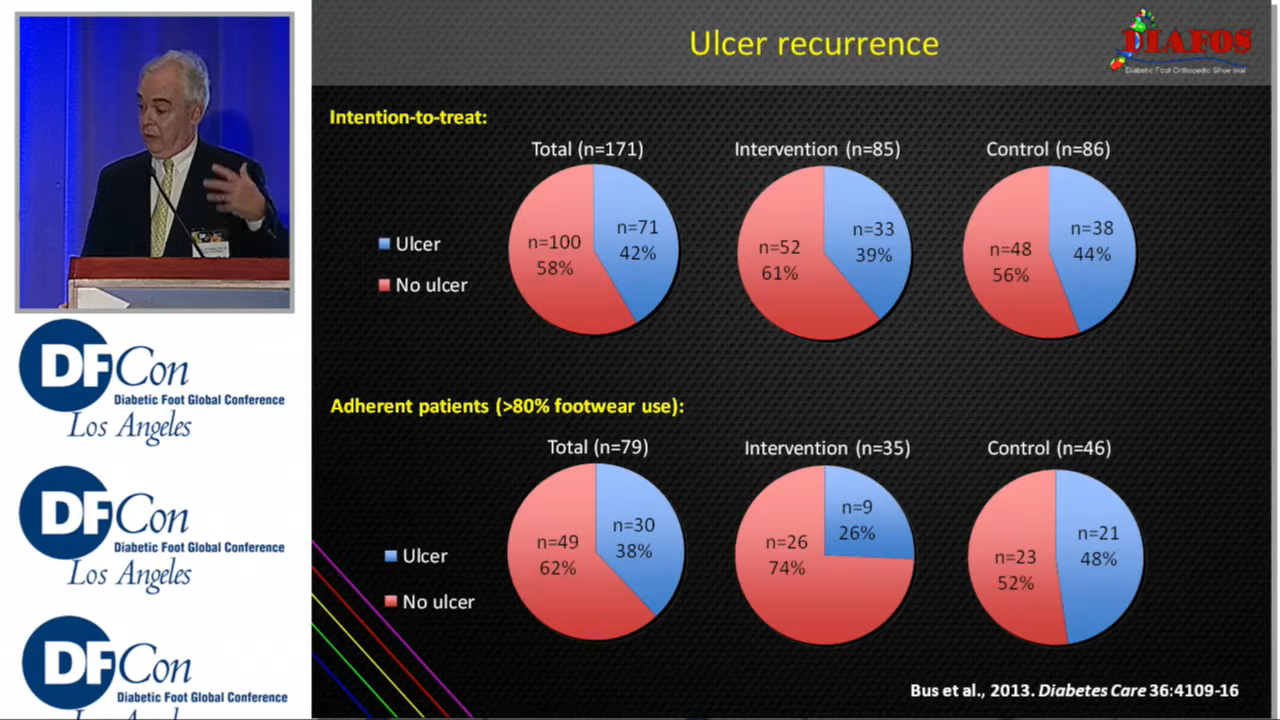 Ulcer recurrence
DIAFOS
Diabetic Foot Orthopedic Shoe trial
Intention-to-treat:
Total (n=171)
Intervention (n=85)
Control (n=86)
Ulcer
No ulcer
n=100
58%
n=71
42%
n=52
61%
n=33
39%
n=48
56%
n=38
44%
Adherent patients (>80% footwear use):
Total (n=79)
Intervention (n=35)
Control (n=46)
Ulcer
No ulcer
n=49
62%
n=30
38%
n=26
74%
n=9
26%
n=23
52%
n=21
48%
Bus et al., 2013. Diabetes Care 36:4109-16
DFCon
Diabetic Foot Global Conference
Los Angeles
DFCon
Diabetic Foot Global Conference
Los Angeles
DFCon
Diabetic Foot Global Conference